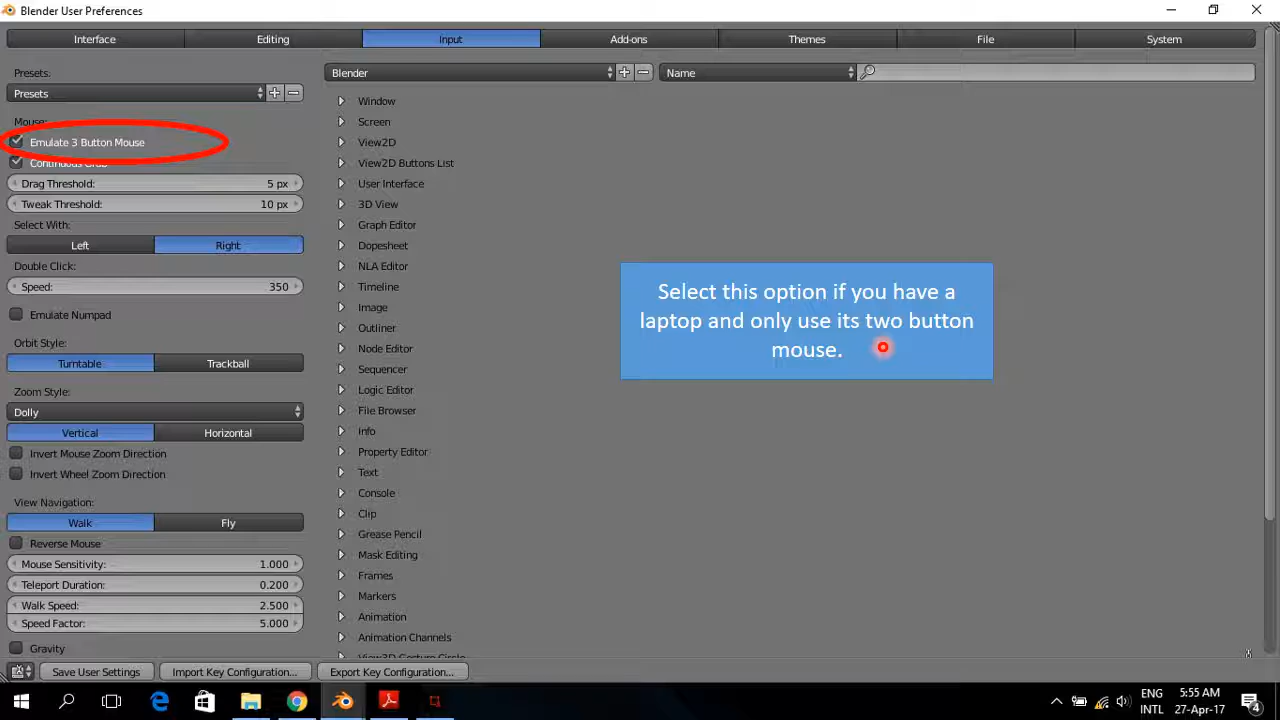 Blender User Preferences
Interface Editing Input Add-ons Themes File System
Presets:
Presets
Blender
Name
Mouse:
Emulate 3 Button Mouse
Continuous Grab
Drag Threshold: 5 px
Tweak Threshold: 10 px
Select With:
Left Right
Double Click:
Speed: 350
Emulate Numpad
Orbit Style:
Turntable Trackball
Zoom Style:
Dolly
Vertical Horizontal
Invert Mouse Zoom Direction
Invert Wheel Zoom Direction
View Navigation:
Walk Fly
Reverse Mouse
Mouse Sensitivity: 1.000
Teleport Duration: 0.200
Walk Speed: 2.500
Speed Factor: 5.000
Gravity
Window
Screen
View2D
View2D Buttons List
User Interface
3D View
Graph Editor
Dopesheet
NLA Editor
Timeline
Image
Outliner
Node Editor
Sequencer
Logic Editor
File Browser
Info
Property Editor
Text
Console
Clip
Grease Pencil
Mask Editing
Frames
Markers
Animation
Animation Channels
View3D Gesture Circle
Select this option if you have a
laptop and only use its two button
mouse.
Save User Settings Import Key Configuration... Export Key Configuration...
ENG
INTL
5:55 AM
27-Apr-17
4